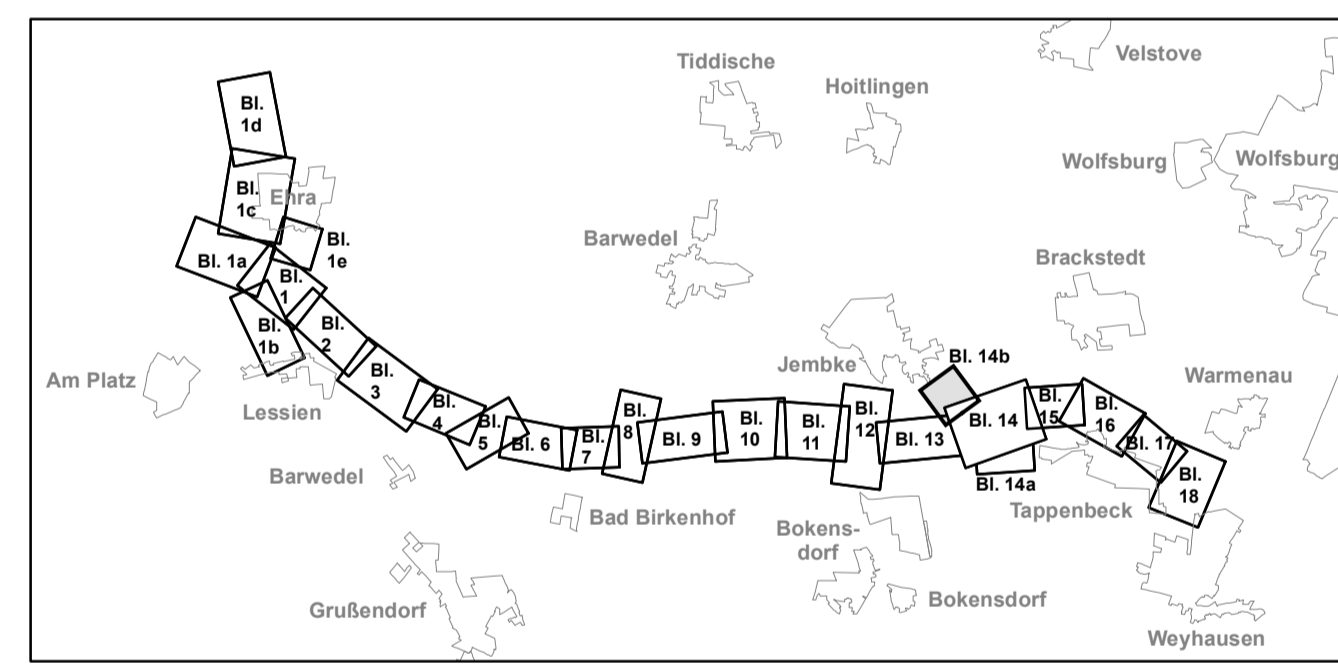 Velstove
Tiddische
Hoitlingen
Bl.
1d
Wolfsburg
Wolfsburg
Bl.
1c
Ehra
Barwedel
Bl.
1e
Bl. 1a
Brackstedt
Bl.
1
Bl.
1b
Bl.
2
Bl. 14b
Jembke
Am Platz
Bl.
3
Warmenau
Lessien
Bl.
4
Bl.
5
Bl. 6
Bl.
7
Bl.
8
Bl. 9
Bl.
10
Bl.
11
Bl.
12
Bl. 13
Bl. 14
Bl.
15
Bl.
16
Bl. 17
Bl.
18
Barwedel
Bl. 14a
Tappenbeck
Bad Birkenhof
Bokens-
dorf
Grußendorf
Bokensdorf
Weyhausen